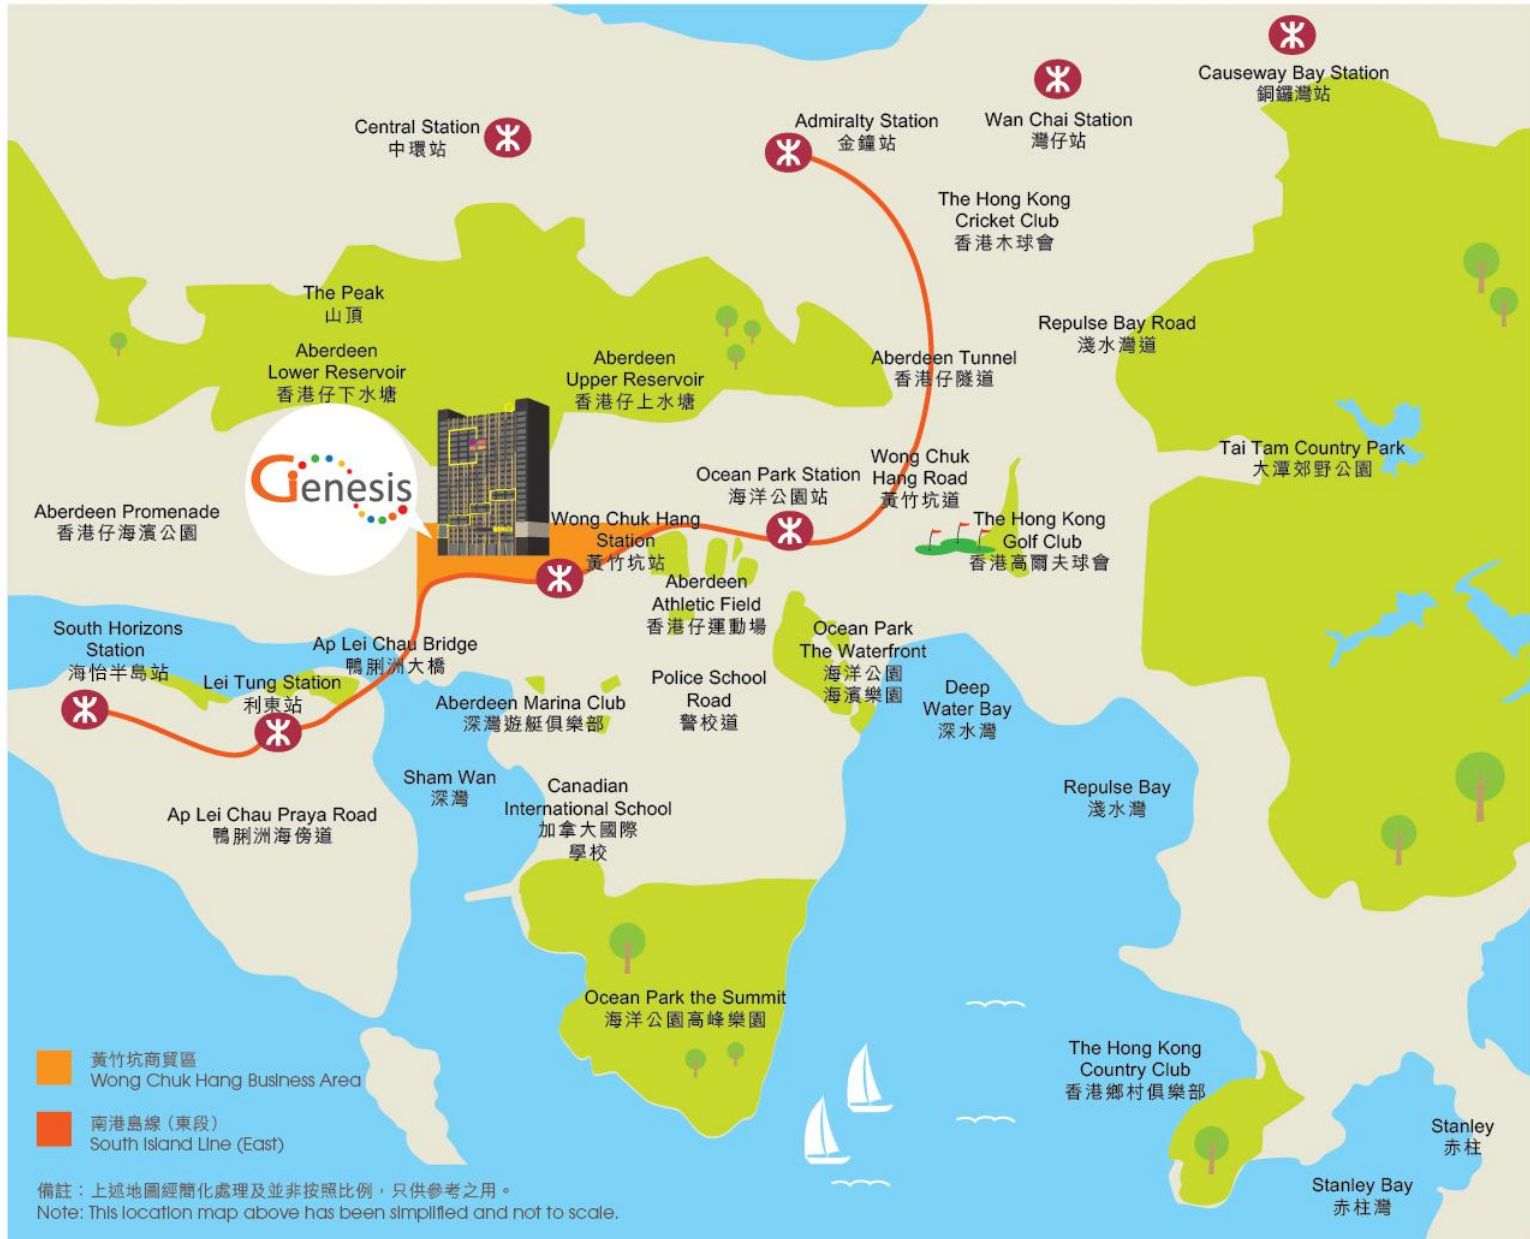 Causeway Bay Station
銅鑼灣站
Wan Chai Station
灣仔站
Admiralty Station
金鐘站
Central Station
中環站
The Hong Kong
Cricket Club
香港木球會
The Peak
山頂
Repulse Bay Road
淺水灣道
Aberdeen
Lower Reservoir
香港仔下水塘
Aberdeen
Upper Reservoir
香港仔上水塘
Aberdeen Tunnel
香港仔隧道
Tai Tam Country Park
大潭郊野公園
Genesis
Ocean Park Station
海洋公園站
Wong Chuk
Hang Road
黃竹坑道
Aberdeen Promenade
香港仔海濱公園
Wong Chuk Hang
Station
黃竹坑站
The Hong Kong
Golf Club
香港高爾夫球會
Aberdeen
Athletic Field
香港仔運動場
South Horizons
Station
海怡半島站
Ap Lei Chau Bridge
鴨脷洲大橋
Ocean Park
The Waterfront
海洋公園
海濱樂園
Lei Tung Station
利東站
Aberdeen Marina Club
深灣遊艇俱樂部
Police School
Road
警校道
Deep
Water Bay
深水灣
Sham Wan
深灣
Canadian
International School
加拿大國際
學校
Repulse Bay
淺水灣
Ap Lei Chau Praya Road
鴨脷洲海傍道
Ocean Park the Summit
海洋公園高峰樂園
The Hong Kong
Country Club
香港鄉村俱樂部
Stanley
赤柱
Stanley Bay
赤柱灣
黃竹坑商貿區
Wong Chuk Hang Business Area
南港島線（東段）
South Island Line (East)
備註：上述地圖經簡化處理及並非按照比例，只供參考之用。
Note: This location map above has been simplified and not to scale.